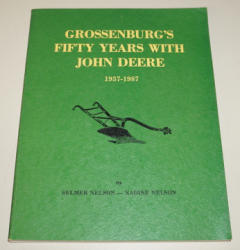 GROSSENBURG'S
FIFTY YEARS WITH
JOHN DEERE
1937-1987
BY
SELMER NELSON — NADINE NELSON